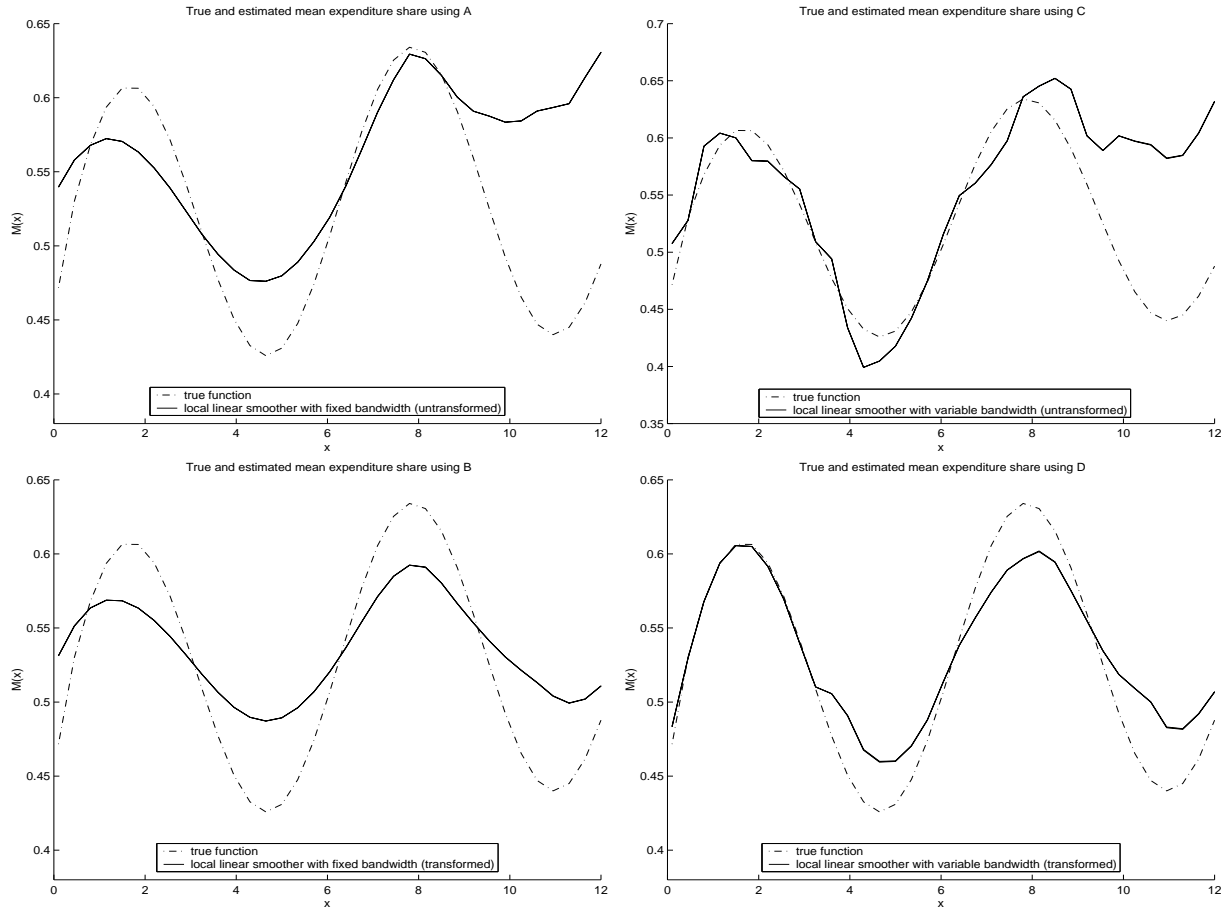 True and estimated mean expenditure share using A
0.65
0.6
0.55
0.5
0.45
0.4
M(x)
true function
local linear smoother with fixed bandwidth (untransformed)
0 2 4 6 8 10 12
x
True and estimated mean expenditure share using C
0.7
0.65
0.6
0.55
0.5
0.45
0.4
0.35
M(x)
true function
local linear smoother with variable bandwidth (untransformed)
0 2 4 6 8 10 12
x
True and estimated mean expenditure share using B
0.65
0.6
0.55
0.5
0.45
0.4
M(x)
true function
local linear smoother with fixed bandwidth (transformed)
0 2 4 6 8 10 12
x
True and estimated mean expenditure share using D
0.65
0.6
0.55
0.5
0.45
0.4
M(x)
true function
local linear smoother with variable bandwidth (transformed)
0 2 4 6 8 10 12
x